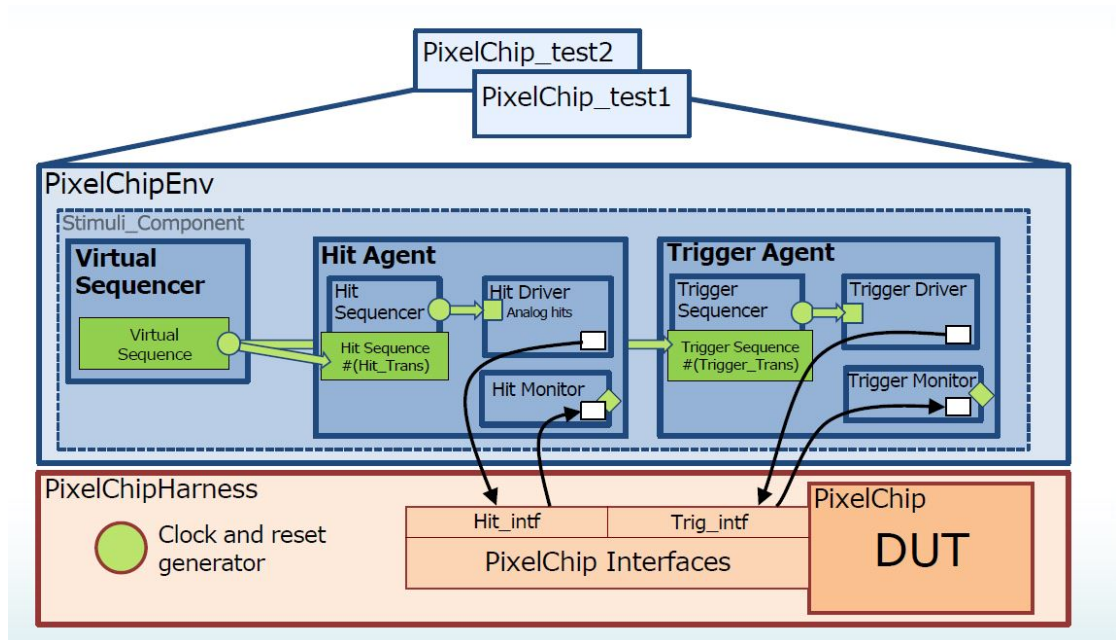 PixelChip_test2
PixelChip_test1
PixelChipEnv
Stimuli_Component
Virtual
Sequencer
Virtual
Sequence
Hit Agent
Hit
Sequencer
Hit Sequence
#(Hit_Trans)
Hit Driver
Analog hits
Hit Monitor
Trigger Agent
Trigger
Sequencer
Trigger Sequence
#(Trigger_Trans)
Trigger Driver
Trigger Monitor
PixelChipHarness
Clock and reset
generator
Hit_intf
Trig_intf
PixelChip Interfaces
PixelChip
DUT